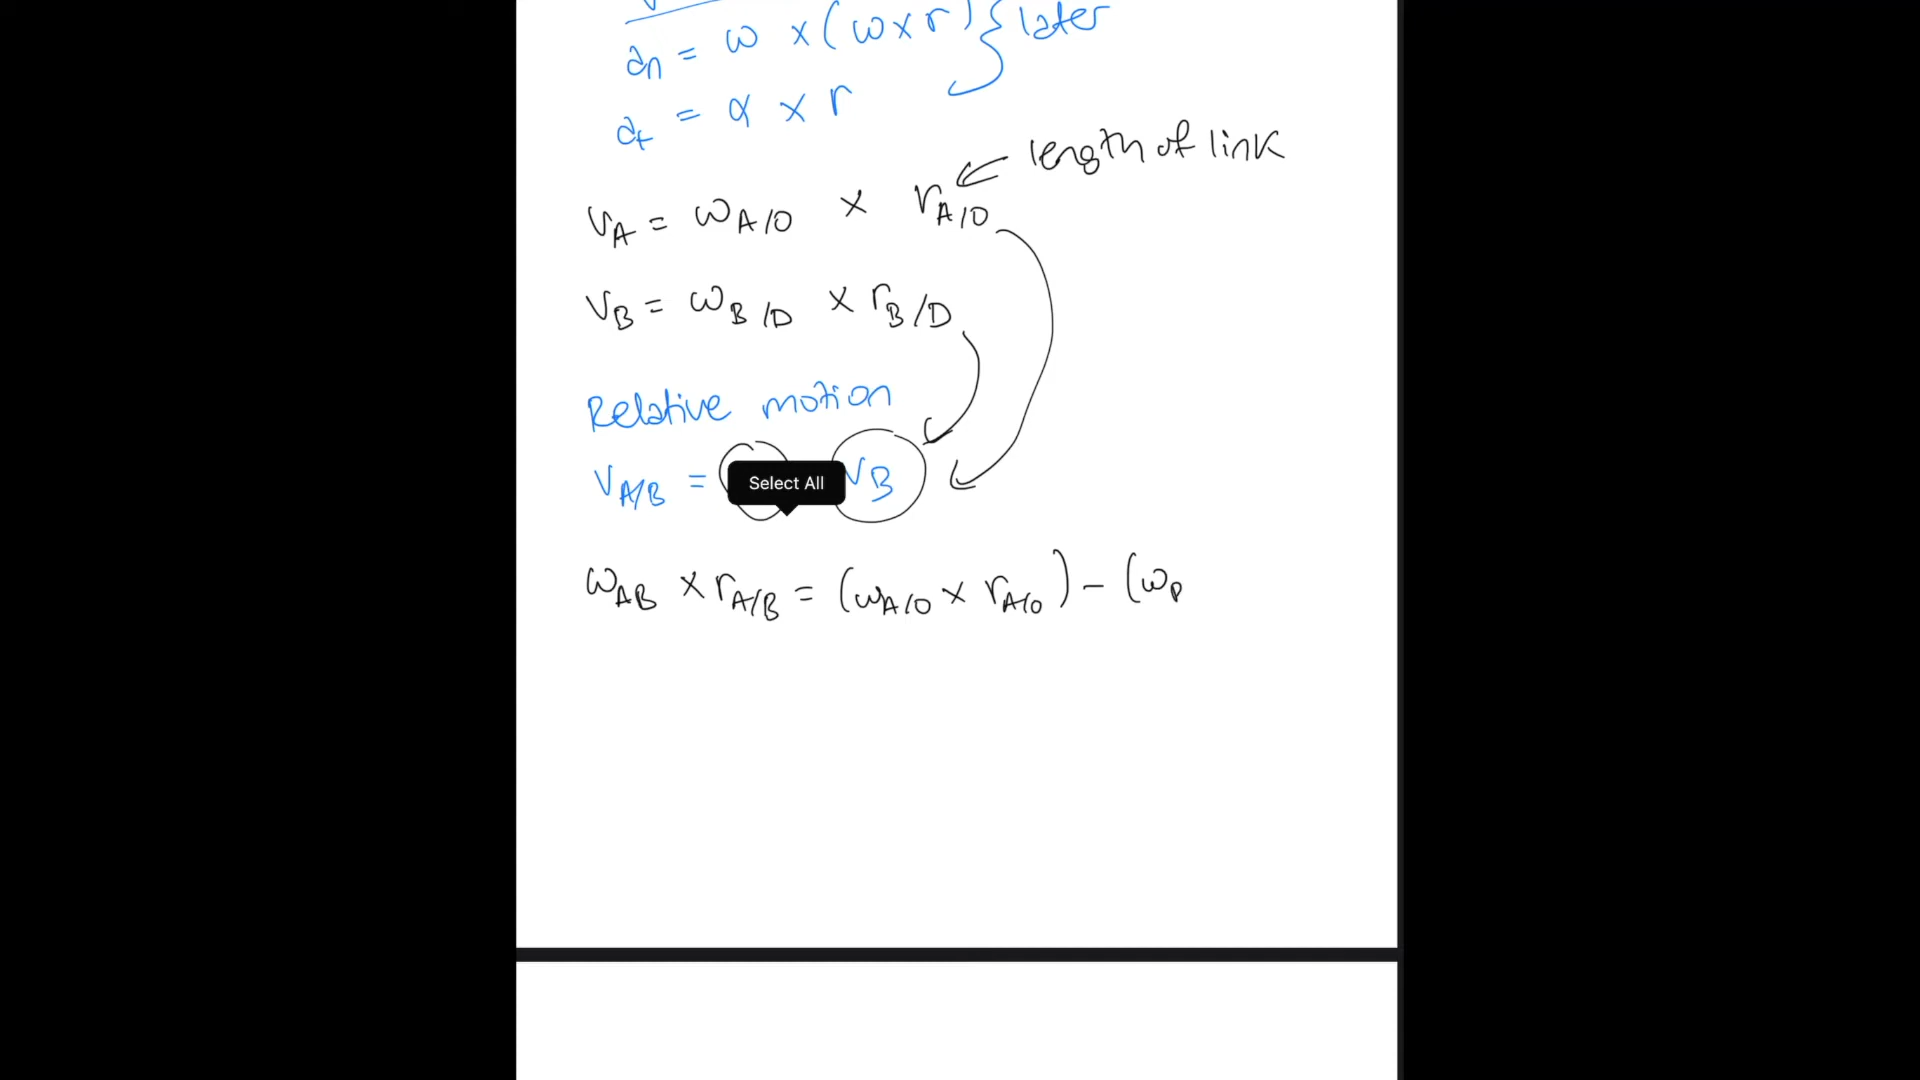 aₙ = ω × (ω × r) } later
aₜ = α × r
length of link
v_A = ω_A/O × r_A/O
v_B = ω_B/D × r_B/D
Relative motion
v_A/B = Select All v_B
ω_AB × r_A/B = (ω_A/O × r_A/O) - (ω